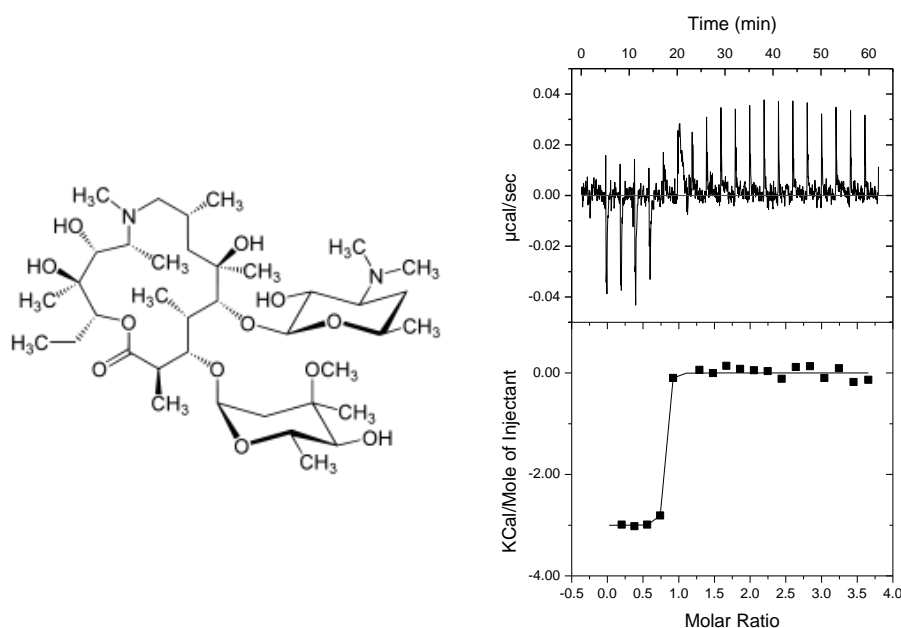 H₃C
CH₃
N
HO
OH
H₃C
HO
CH₃
CH₃
N
CH₃
H₃C
H₃C
HO
O
O
O
CH₃
H₃C
O
O
OCH₃
CH₃
CH₃
OH
O
CH₃
Time (min)
0 10 20 30 40 50 60
0.04
0.02
0.00
-0.02
-0.04
µcal/sec
0.00
-2.00
-4.00
KCal/Mole of Injectant
-0.5 0.0 0.5 1.0 1.5 2.0 2.5 3.0 3.5 4.0
Molar Ratio